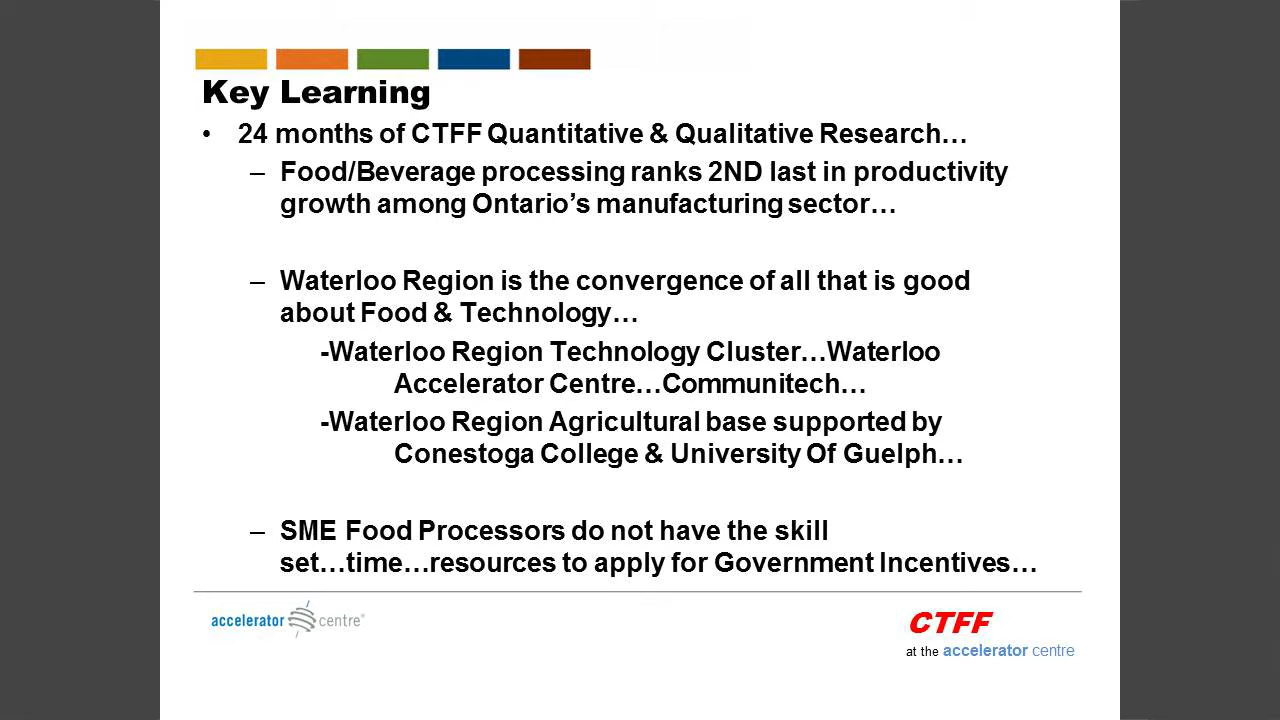 Key Learning
• 24 months of CTFF Quantitative & Qualitative Research…
– Food/Beverage processing ranks 2ND last in productivity
growth among Ontario’s manufacturing sector…
– Waterloo Region is the convergence of all that is good
about Food & Technology…
-Waterloo Region Technology Cluster…Waterloo
Accelerator Centre…Communitech…
-Waterloo Region Agricultural base supported by
Conestoga College & University Of Guelph…
– SME Food Processors do not have the skill
set…time…resources to apply for Government Incentives…
accelerator centre®
CTFF
at the accelerator centre